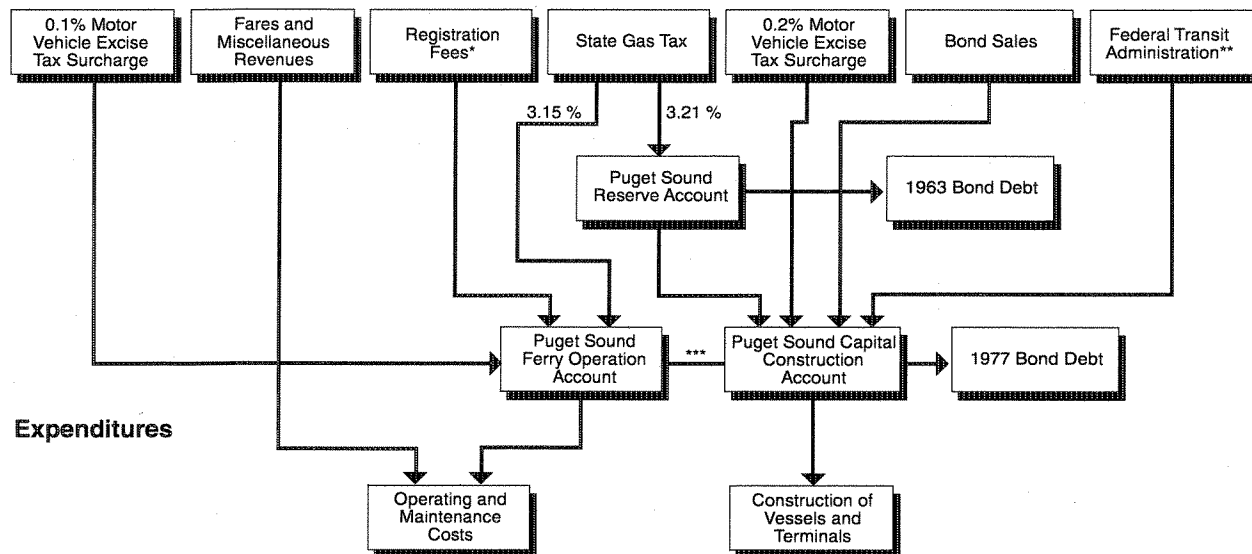 0.1% Motor
Vehicle Excise
Tax Surcharge
Fares and
Miscellaneous
Revenues
Registration
Fees*
State Gas Tax
0.2% Motor
Vehicle Excise
Tax Surcharge
Bond Sales
Federal Transit
Administration**
3.15 %
3.21 %
Puget Sound
Reserve Account
1963 Bond Debt
Puget Sound
Ferry Operation
Account
***
Puget Sound Capital
Construction
Account
1977 Bond Debt
Expenditures
Operating and
Maintenance
Costs
Construction of
Vessels and
Terminals